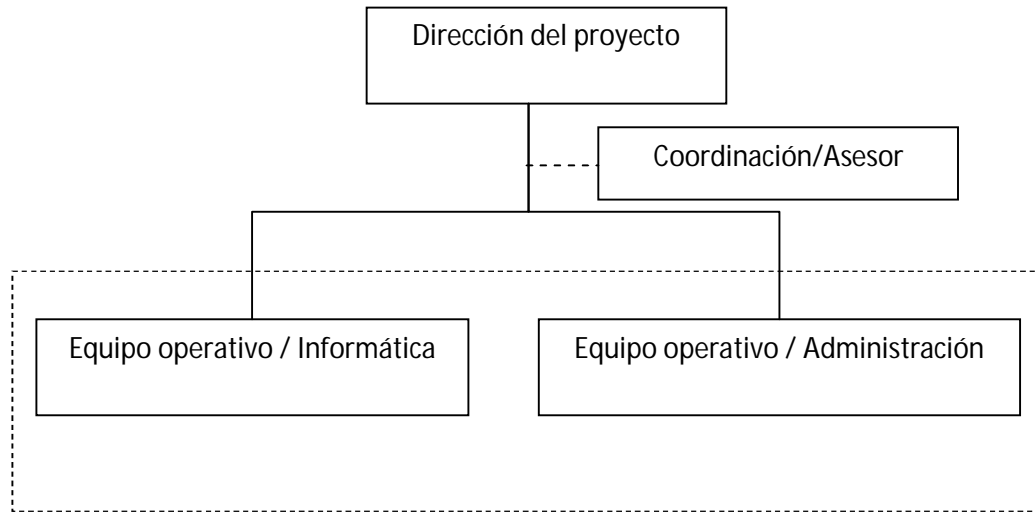 Dirección del proyecto
Coordinación/Asesor
Equipo operativo / Informática
Equipo operativo / Administración